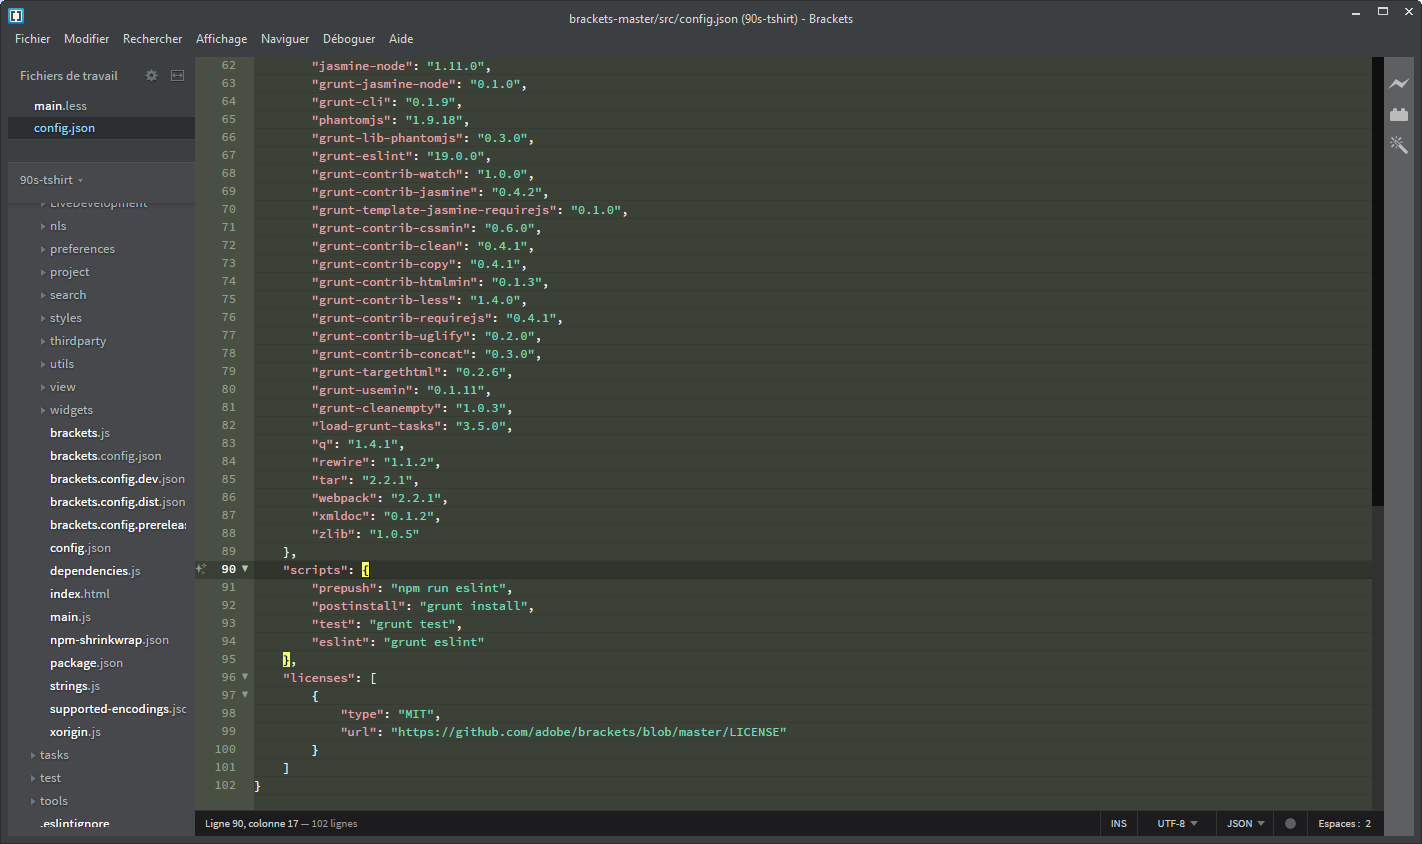 brackets-master/src/config.json (90s-tshirt) - Brackets
Fichier Modifier Rechercher Affichage Naviguer Déboguer Aide
Fichiers de travail
main.less
config.json
90s-tshirt
LiveDevelopment
nls
preferences
project
search
styles
thirdparty
utils
view
widgets
brackets.js
brackets.config.json
brackets.config.dev.json
brackets.config.dist.json
brackets.config.prerelea
config.json
dependencies.js
index.html
main.js
npm-shrinkwrap.json
package.json
strings.js
supported-encodings.jsc
xorigin.js
tasks
test
tools
.eslintignore
62 "jasmine-node": "1.11.0",
63 "grunt-jasmine-node": "0.1.0",
64 "grunt-cli": "0.1.9",
65 "phantomjs": "1.9.18",
66 "grunt-lib-phantomjs": "0.3.0",
67 "grunt-eslint": "19.0.0",
68 "grunt-contrib-watch": "1.0.0",
69 "grunt-contrib-jasmine": "0.4.2",
70 "grunt-template-jasmine-requirejs": "0.1.0",
71 "grunt-contrib-cssmin": "0.6.0",
72 "grunt-contrib-clean": "0.4.1",
73 "grunt-contrib-copy": "0.4.1",
74 "grunt-contrib-htmlmin": "0.1.3",
75 "grunt-contrib-less": "1.4.0",
76 "grunt-contrib-requirejs": "0.4.1",
77 "grunt-contrib-uglify": "0.2.0",
78 "grunt-contrib-concat": "0.3.0",
79 "grunt-targethtml": "0.2.6",
80 "grunt-usemin": "0.1.11",
81 "grunt-cleanempty": "1.0.3",
82 "load-grunt-tasks": "3.5.0",
83 "q": "1.4.1",
84 "rewire": "1.1.2",
85 "tar": "2.2.1",
86 "webpack": "2.2.1",
87 "xmldoc": "0.1.2",
88 "zlib": "1.0.5"
89 },
90 "scripts": {
91 "prepush": "npm run eslint",
92 "postinstall": "grunt install",
93 "test": "grunt test",
94 "eslint": "grunt eslint"
95 },
96 "licenses": [
97 {
98 "type": "MIT",
99 "url": "https://github.com/adobe/brackets/blob/master/LICENSE"
100 }
101 ]
102 }
Ligne 90, colonne 17 — 102 lignes INS UTF-8 JSON Espaces : 2